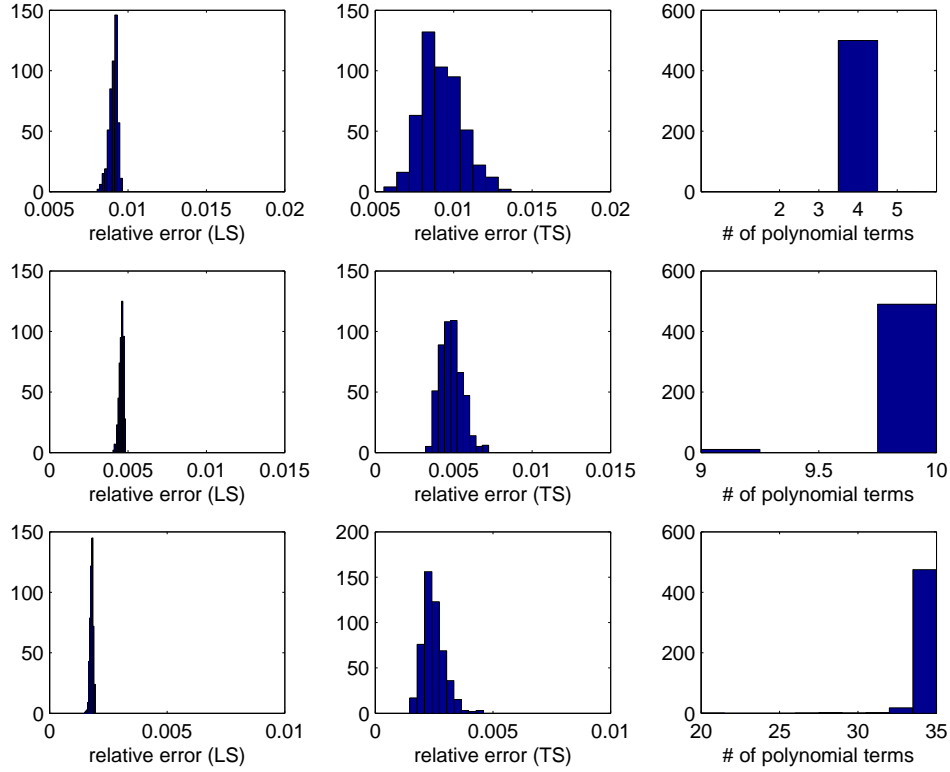 150
100
50
0
0.005 0.01 0.015 0.02
relative error (LS)
150
100
50
0
0.005 0.01 0.015 0.02
relative error (TS)
600
400
200
0
2 3 4 5
# of polynomial terms
150
100
50
0
0 0.005 0.01 0.015
relative error (LS)
150
100
50
0
0 0.005 0.01 0.015
relative error (TS)
600
400
200
0
9 9.5 10
# of polynomial terms
150
100
50
0
0 0.005 0.01
relative error (LS)
200
150
100
50
0
0 0.005 0.01
relative error (TS)
600
400
200
0
20 25 30 35
# of polynomial terms